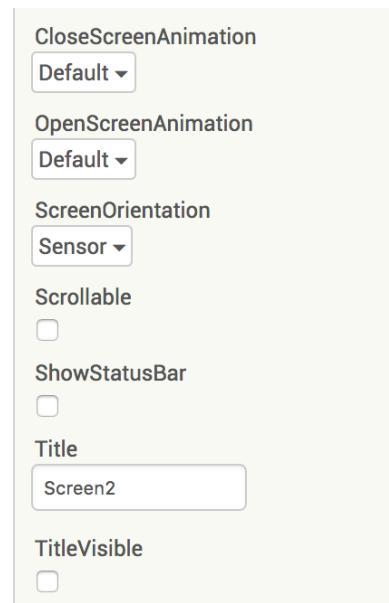 CloseScreenAnimation
Default
OpenScreenAnimation
Default
ScreenOrientation
Sensor
Scrollable
ShowStatusBar
Title
Screen2
TitleVisible